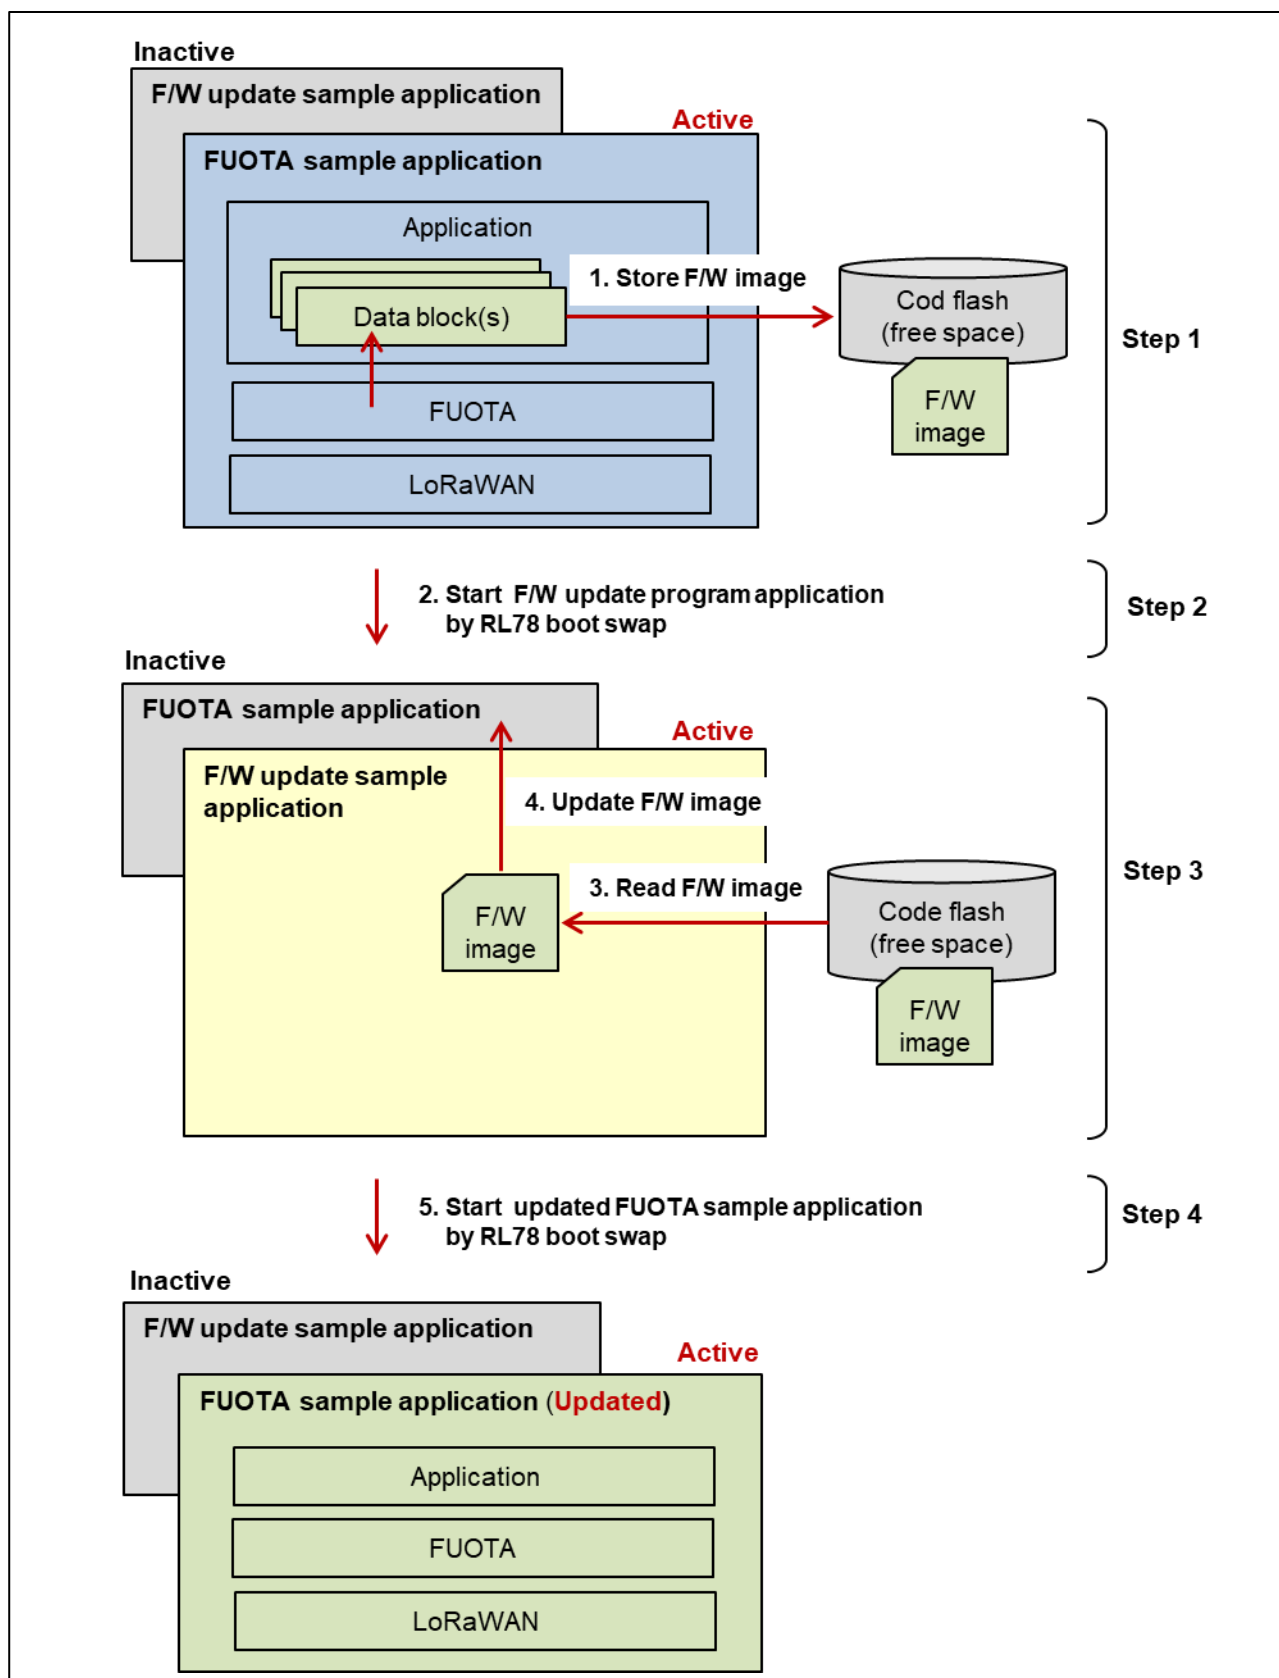 Inactive
F/W update sample application
Active
FUOTA sample application
Application
1. Store F/W image
Data block(s)
Cod flash
(free space)
F/W
image
FUOTA
LoRaWAN
Step 1
2. Start F/W update program application
by RL78 boot swap
Step 2
Inactive
FUOTA sample application
Active
F/W update sample
application
4. Update F/W image
3. Read F/W image
F/W
image
Code flash
(free space)
F/W
image
Step 3
5. Start updated FUOTA sample application
by RL78 boot swap
Step 4
Inactive
F/W update sample application
Active
FUOTA sample application (Updated)
Application
FUOTA
LoRaWAN